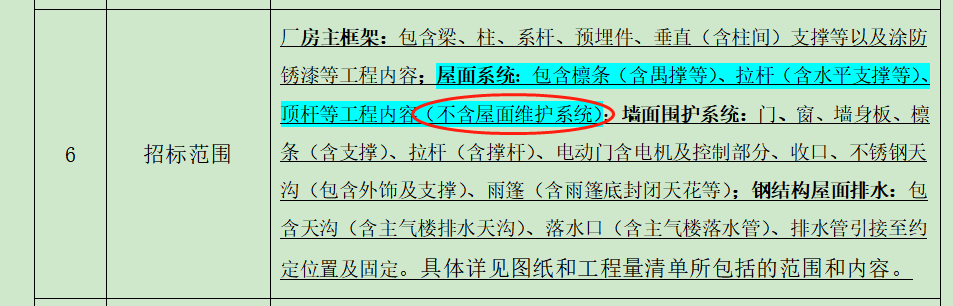 厂房主框架：包含梁、柱、系杆、预埋件、垂直（含柱间）支撑等以及涂防
锈漆等工程内容；屋面系统：包含檩条（含隅撑等）、拉杆（含水平支撑等）、
顶杆等工程内容（不含屋面维护系统）；墙面围护系统：门、窗、墙身板、檩
6
招标范围
条（含支撑）、拉杆（含撑杆）、电动门含电机及控制部分、收口、不锈钢天
沟（包含外饰及支撑）、雨篷（含雨篷底封闭天花等）；钢结构屋面排水：包
含天沟（含主气楼排水天沟）、落水口（含主气楼落水管）、排水管引接至约
定位置及固定。具体详见图纸和工程量清单所包括的范围和内容。